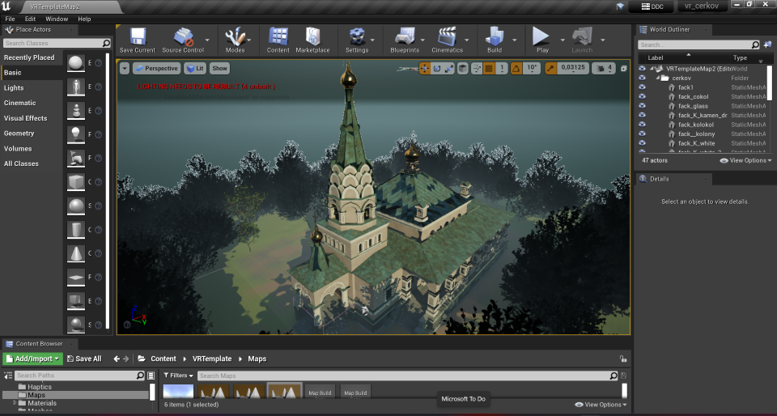 VRTemplateMap2
DDC
vr_cerkov
File Edit Window Help
Place Actors
Search Classes
Recently Placed
Basic
Lights
Cinematic
Visual Effects
Geometry
Volumes
All Classes
Save Current
Source Control
Modes
Content
Marketplace
Settings
Blueprints
Cinematics
Build
Play
Launch
Perspective
Lit
Show
10°
0,03125
4
World Outliner
Search...
Label
Type
VRTemplateMap2 (Edito
World
cerkov
Folder
fack1
StaticMeshA
fack_cokol
StaticMeshA
fack_glass
StaticMeshA
fack_K_kamen_dr
StaticMeshA
fack_kolokol
StaticMeshA
fack__kolony
StaticMeshA
fack_K_white
StaticMeshA
47 actors
View Options
Details
Select an object to view details.
Content Browser
Add/Import
Save All
Content
VRTemplate
Maps
Search Paths
Haptics
Maps
Materials
Filters
Search Maps
Map Build
Map Build
6 items (1 selected)
View Options
Microsoft To Do